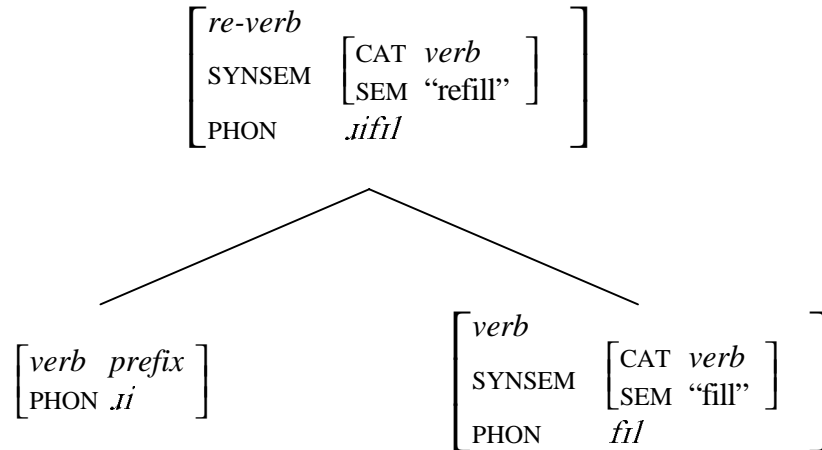 re-verb
SYNSEM CAT verb
SEM “refill”
PHON ɹifɪl
verb prefix
PHON ɹi
verb
SYNSEM CAT verb
SEM “fill”
PHON fɪl